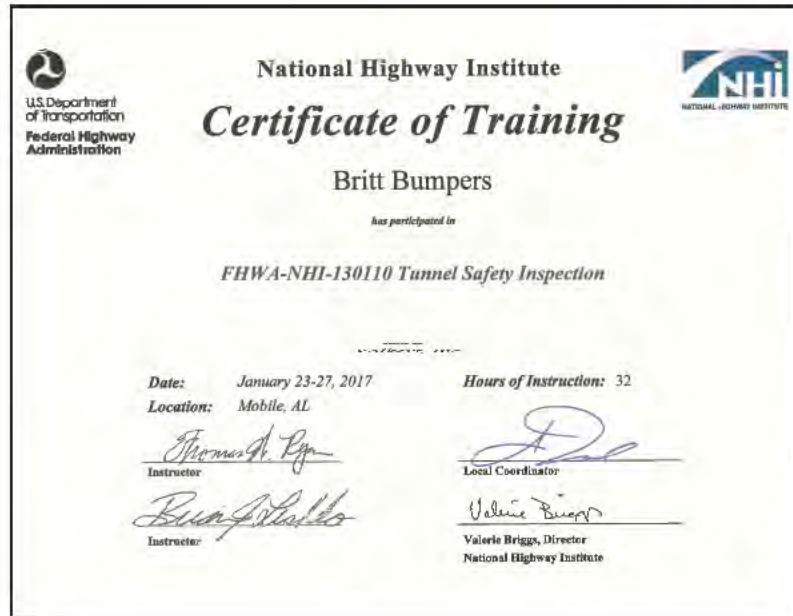 U.S. Department
of Transportation
Federal Highway
Administration
National Highway Institute
Certificate of Training
NHi
NATIONAL HIGHWAY INSTITUTE
Britt Bumpers
has participated in
FHWA-NHI-130110 Tunnel Safety Inspection
Date: January 23-27, 2017
Hours of Instruction: 32
Location: Mobile, AL
Instructor
Local Coordinator
Valerie Briggs
Instructor
Valerie Briggs, Director
National Highway Institute